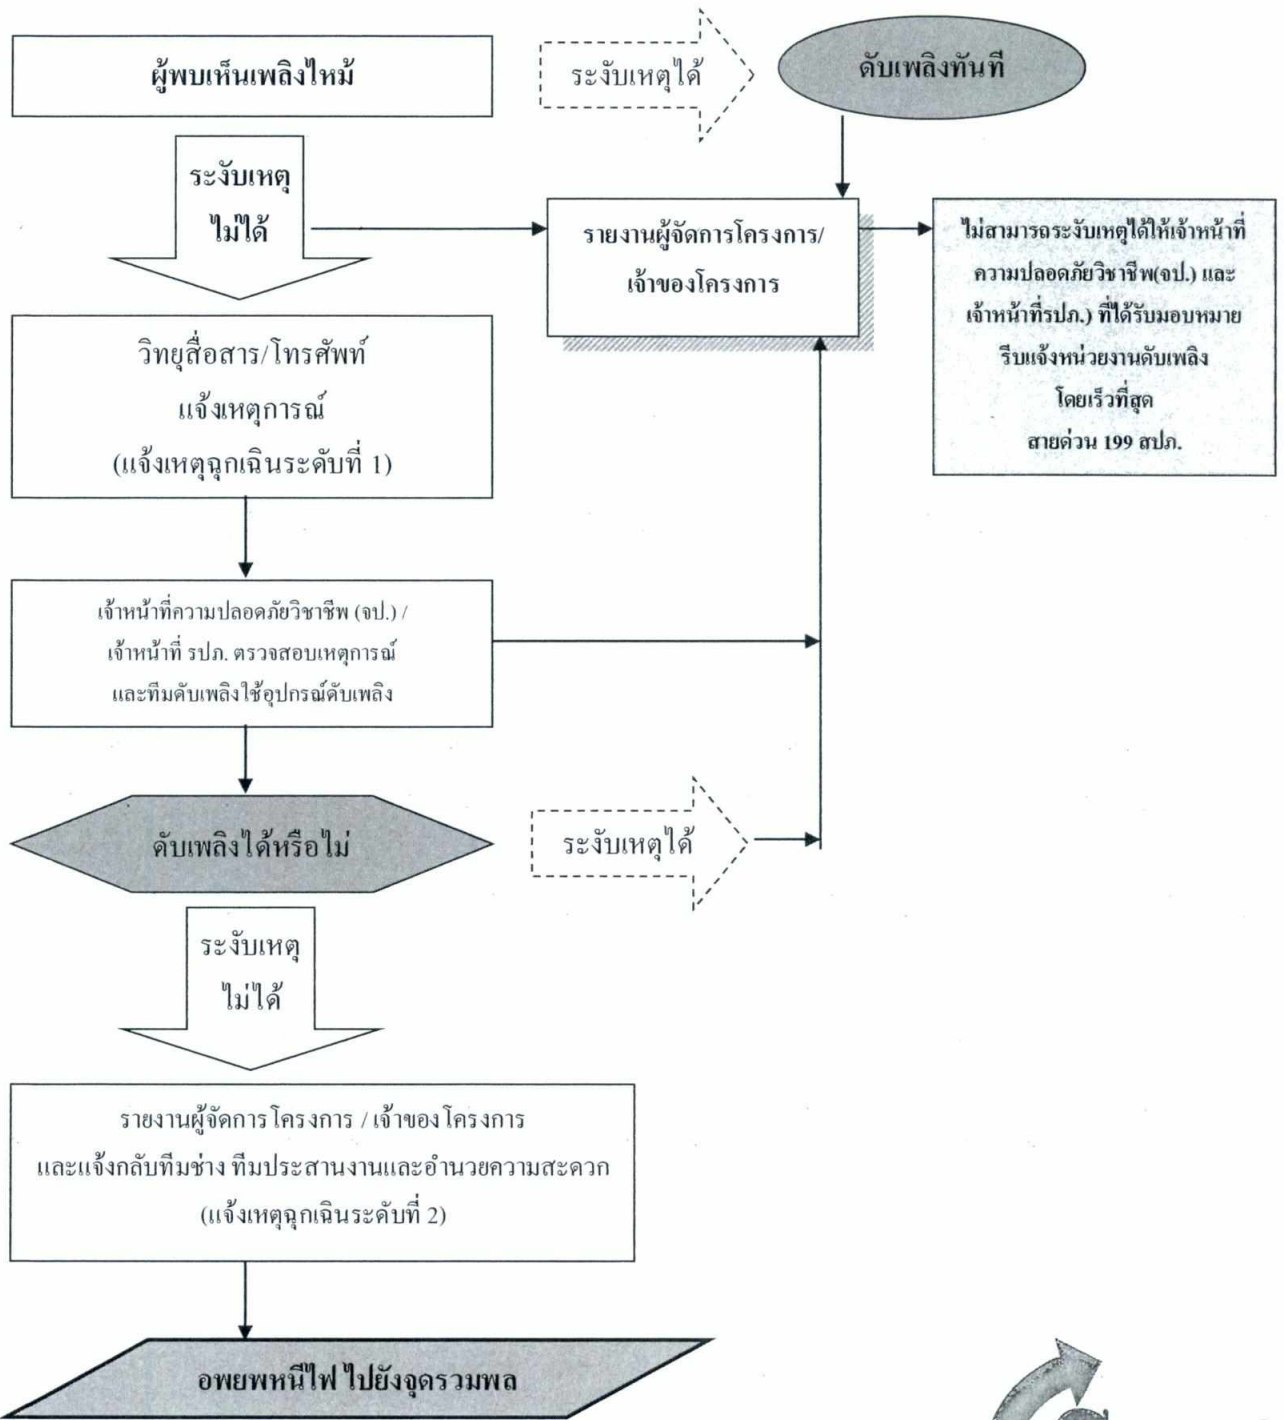 ผู้พบเห็นเพลิงไหม้
ระงับเหตุได้
ดับเพลิงทันที
ระงับเหตุ
ไม่ได้
รายงานผู้จัดการโครงการ/
เจ้าของโครงการ
ไม่สามารถระงับเหตุได้ให้เจ้าหน้าที่
ความปลอดภัยวิชาชีพ(จป.) และ
เจ้าหน้าที่รปภ.) ที่ได้รับมอบหมาย
รีบแจ้งหน่วยงานดับเพลิง
โดยเร็วที่สุด
สายด่วน 199 สปภ.
วิทยุสื่อสาร/โทรศัพท์
แจ้งเหตุการณ์
(แจ้งเหตุฉุกเฉินระดับที่ 1)
เจ้าหน้าที่ความปลอดภัยวิชาชีพ (จป.) /
เจ้าหน้าที่ รปภ. ตรวจสอบเหตุการณ์
และทีมดับเพลิงใช้อุปกรณ์ดับเพลิง
ดับเพลิงได้หรือไม่
ระงับเหตุได้
ระงับเหตุ
ไม่ได้
รายงานผู้จัดการโครงการ / เจ้าของโครงการ
และแจ้งกลับทีมช่าง ทีมประสานงานและอำนวยความสะดวก
(แจ้งเหตุฉุกเฉินระดับที่ 2)
อพยพหนีไฟ ไปยังจุดรวมพล